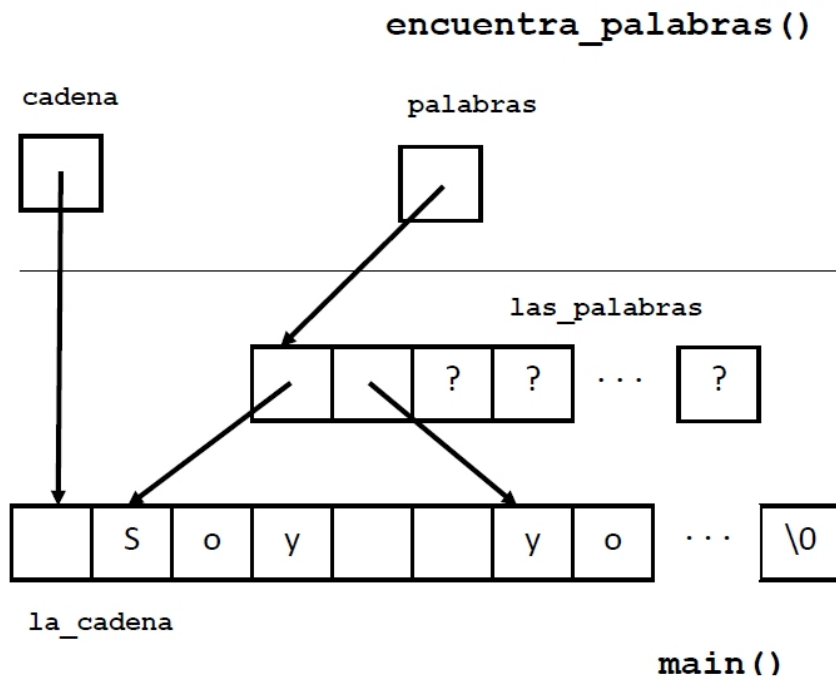 encuentra_palabras()
cadena
palabras
las_palabras
? ? ... ?
S o y y o ... \0
la_cadena
main()